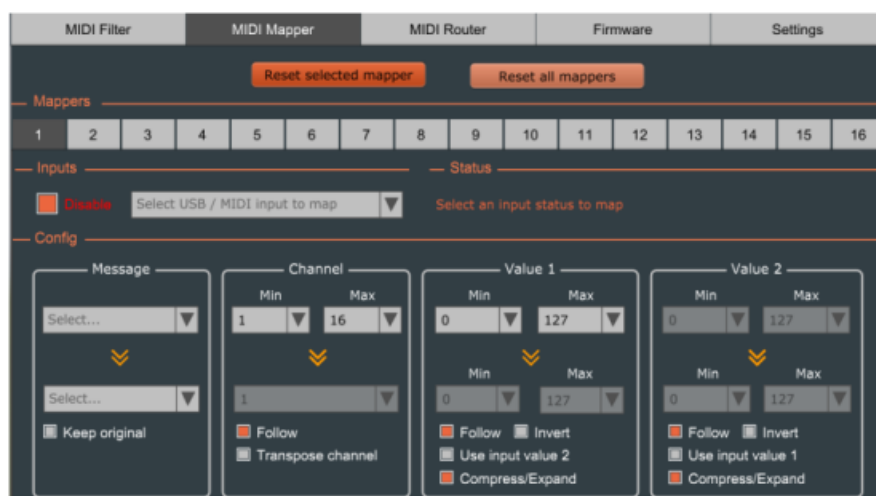 MIDI Filter MIDI Mapper MIDI Router Firmware Settings
Reset selected mapper Reset all mappers
Mappers
1 2 3 4 5 6 7 8 9 10 11 12 13 14 15 16
Inputs Status
Disable Select USB / MIDI input to map Select an input status to map
Config
Message Channel Value 1 Value 2
Min Max Min Max Min Max
Select... 1 16 0 127 0 127
Min Max Min Max
Select... 1 0 127 0 127
Keep original Follow Follow Invert Follow Invert
Transpose channel Use input value 2 Use input value 1
Compress/Expand Compress/Expand